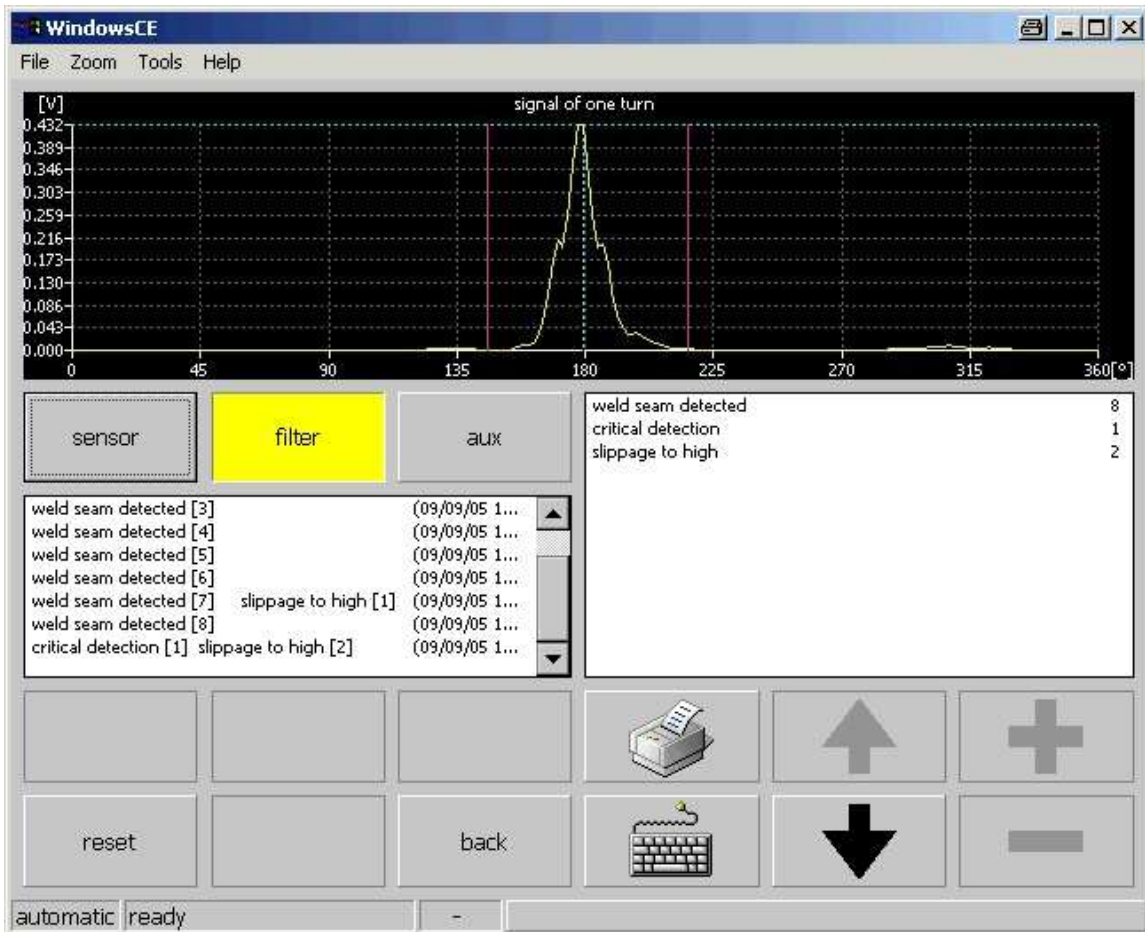 WindowsCE
File Zoom Tools Help
[V] signal of one turn
0.432
0.389
0.346
0.303
0.259
0.216
0.173
0.130
0.086
0.043
0.000
0 45 90 135 180 225 270 315 360[°]
sensor filter aux
weld seam detected 8
critical detection 1
slippage to high 2
weld seam detected [3] (09/09/05 1...
weld seam detected [4] (09/09/05 1...
weld seam detected [5] (09/09/05 1...
weld seam detected [6] (09/09/05 1...
weld seam detected [7] slippage to high [1] (09/09/05 1...
weld seam detected [8] (09/09/05 1...
critical detection [1] slippage to high [2] (09/09/05 1...
reset back
automatic ready -